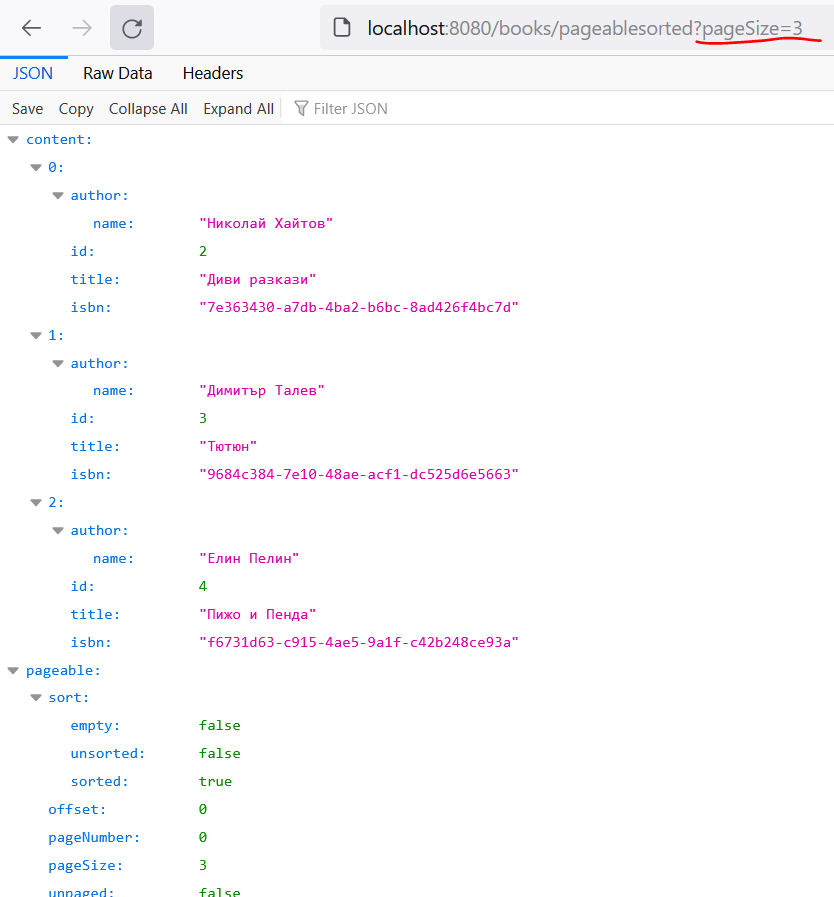 localhost:8080/books/pageablesorted?pageSize=3
JSON Raw Data Headers
Save Copy Collapse All Expand All Filter JSON
content:
0:
author:
name: "Николай Хайтов"
id: 2
title: "Диви разкази"
isbn: "7e363430-a7db-4ba2-b6bc-8ad426f4bc7d"
1:
author:
name: "Димитър Талев"
id: 3
title: "Тютюн"
isbn: "9684c384-7e10-48ae-acf1-dc525d6e5663"
2:
author:
name: "Елин Пелин"
id: 4
title: "Пижо и Пенда"
isbn: "f6731d63-c915-4ae5-9a1f-c42b248ce93a"
pageable:
sort:
empty: false
unsorted: false
sorted: true
offset: 0
pageNumber: 0
pageSize: 3
unpaged: false